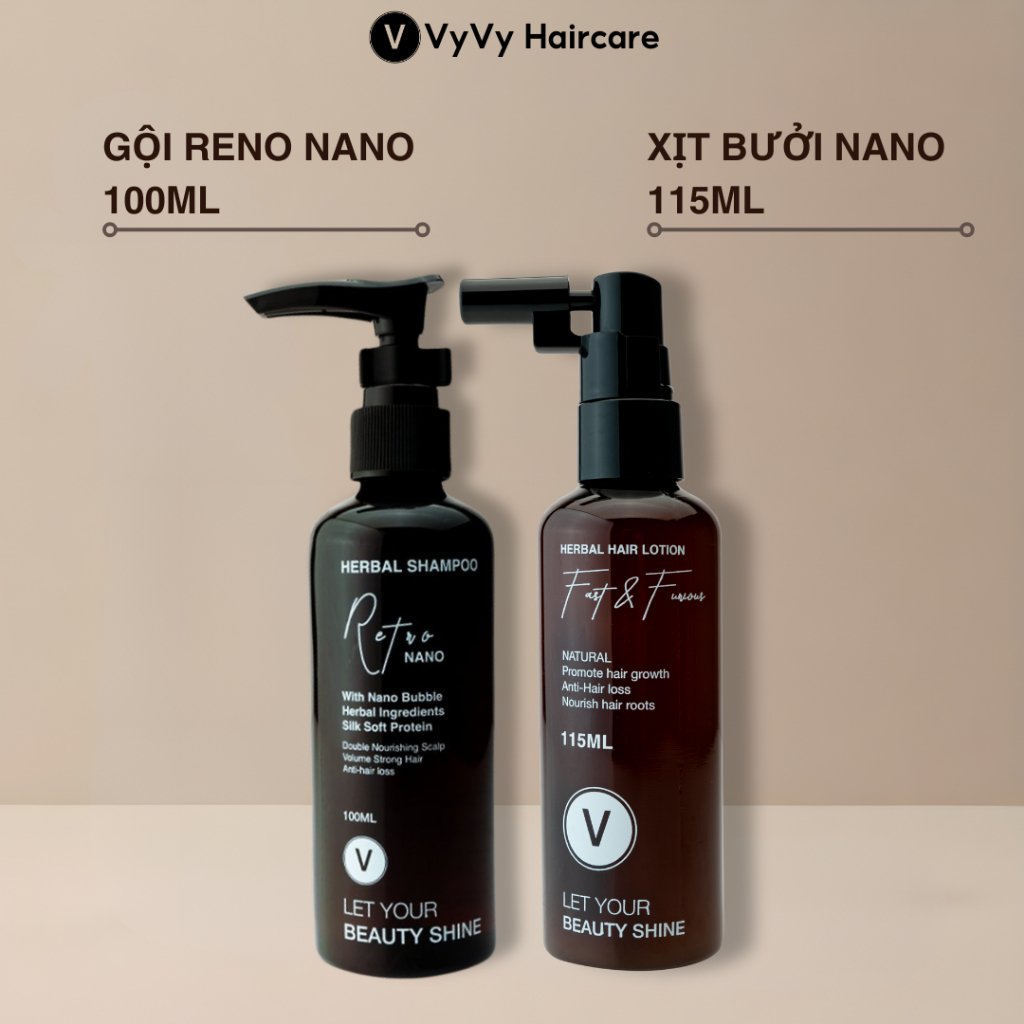 V VyVy Haircare
GỘI RENO NANO
100ML
XỊT BƯỞI NANO
115ML
HERBAL SHAMPOO
Retro
NANO
With Nano Bubble
Herbal Ingredients
Silk Soft Protein
Double Nourishing Scalp
Volume Strong Hair
Anti-hair loss
100ML
V
LET YOUR
BEAUTY SHINE
HERBAL HAIR LOTION
Fast & Furious
NATURAL
Promote hair growth
Anti-Hair loss
Nourish hair roots
115ML
V
LET YOUR
BEAUTY SHINE